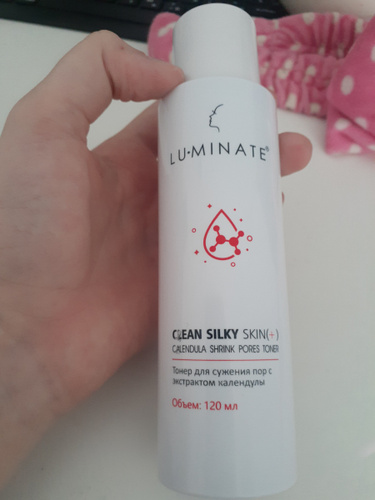 LU·MINATE®
CLEAN SILKY SKIN(+)
CALENDULA SHRINK PORES TONER
Тонер для сужения пор с
экстрактом календулы
Объем: 120 мл